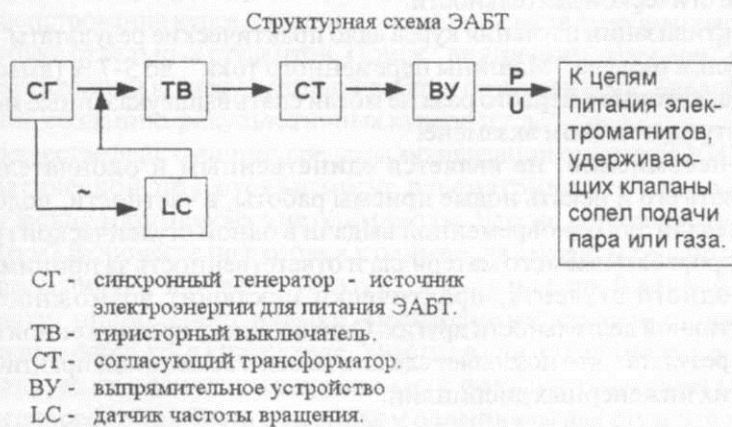 Структурная схема ЭАБТ
СГ ТВ СТ ВУ P
U
К цепям
питания элек-
тромагнитов,
удерживаю-
щих клапаны
сопел подачи
пара или газа.
~ LC
СГ - синхронный генератор - источник
электроэнергии для питания ЭАБТ.
ТВ - тиристорный выключатель.
СТ - согласующий трансформатор.
ВУ - выпрямительное устройство
LC - датчик частоты вращения.